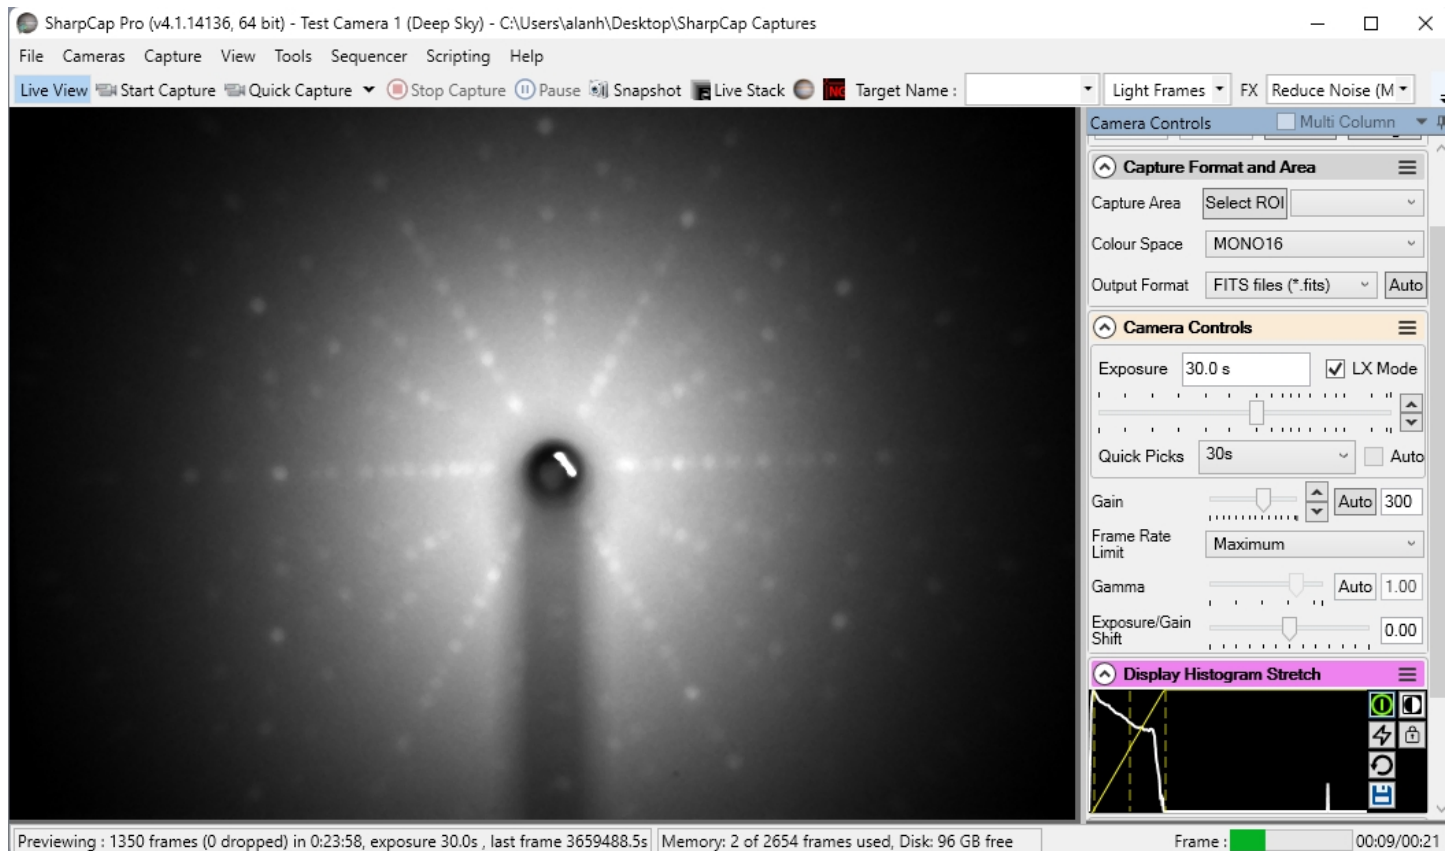 SharpCap Pro (v4.1.14136, 64 bit) - Test Camera 1 (Deep Sky) - C:\Users\alanh\Desktop\SharpCap Captures
File Cameras Capture View Tools Sequencer Scripting Help
Live View Start Capture Quick Capture Stop Capture Pause Snapshot Live Stack Target Name : Light Frames FX Reduce Noise (M
Camera Controls Multi Column
Capture Format and Area
Capture Area Select ROI
Colour Space MONO16
Output Format FITS files (*.fits) Auto
Camera Controls
Exposure 30.0 s LX Mode
Quick Picks 30s Auto
Gain Auto 300
Frame Rate
Limit
Maximum
Gamma Auto 1.00
Exposure/Gain
Shift
0.00
Display Histogram Stretch
Previewing : 1350 frames (0 dropped) in 0:23:58, exposure 30.0s , last frame 3659488.5s Memory: 2 of 2654 frames used, Disk: 96 GB free Frame : 00:09/00:21